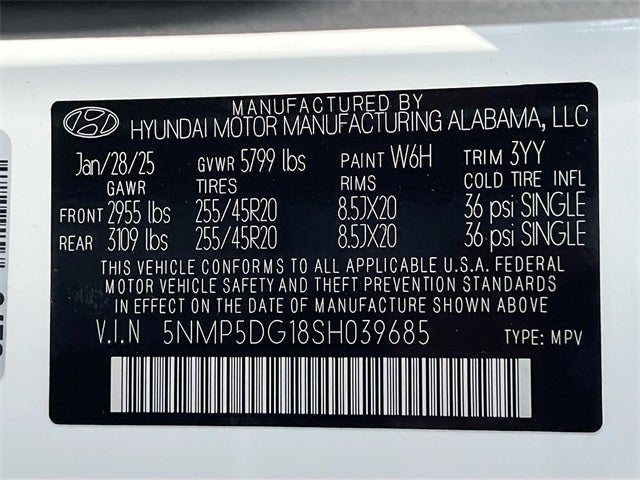 MANUFACTURED BY
HYUNDAI MOTOR MANUFACTURING ALABAMA, LLC
Jan/28/25 GVWR 5799 lbs PAINT W6H TRIM 3YY
GAWR TIRES RIMS COLD TIRE INFL
FRONT 2955 lbs 255/45R20 8.5JX20 36 psi SINGLE
REAR 3109 lbs 255/45R20 8.5JX20 36 psi SINGLE
THIS VEHICLE CONFORMS TO ALL APPLICABLE U.S.A. FEDERAL
MOTOR VEHICLE SAFETY AND THEFT PREVENTION STANDARDS
IN EFFECT ON THE DATE OF MANUFACTURE SHOWN ABOVE.
V.I.N 5NMP5DG18SH039685 TYPE: MPV